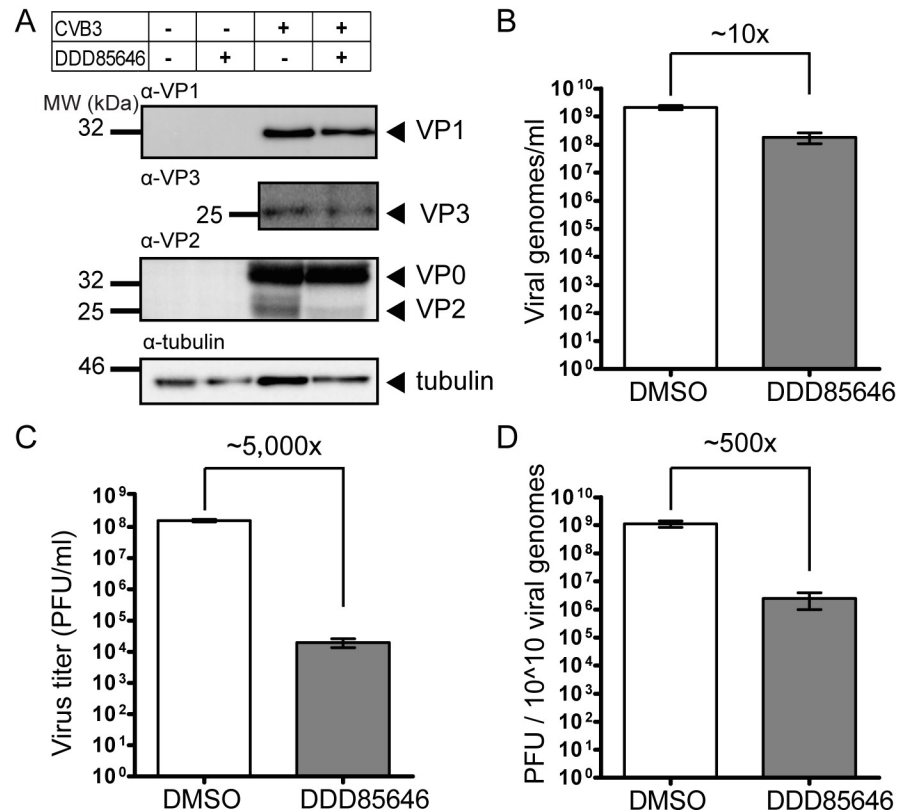 A
CVB3 - - + +
DDD85646 - + - +
MW (kDa)
α-VP1
32
VP1
α-VP3
25
VP3
α-VP2
32
VP0
25
VP2
α-tubulin
46
tubulin
B
~10x
Viral genomes/ml
10^10
10^9
10^8
10^7
10^6
10^5
10^4
10^3
10^2
10^1
10^0
DMSO DDD85646
C
~5,000x
Virus titer (PFU/ml)
10^9
10^8
10^7
10^6
10^5
10^4
10^3
10^2
10^1
10^0
DMSO DDD85646
D
~500x
PFU / 10^10 viral genomes
10^10
10^9
10^8
10^7
10^6
10^5
10^4
10^3
10^2
10^1
10^0
DMSO DDD85646